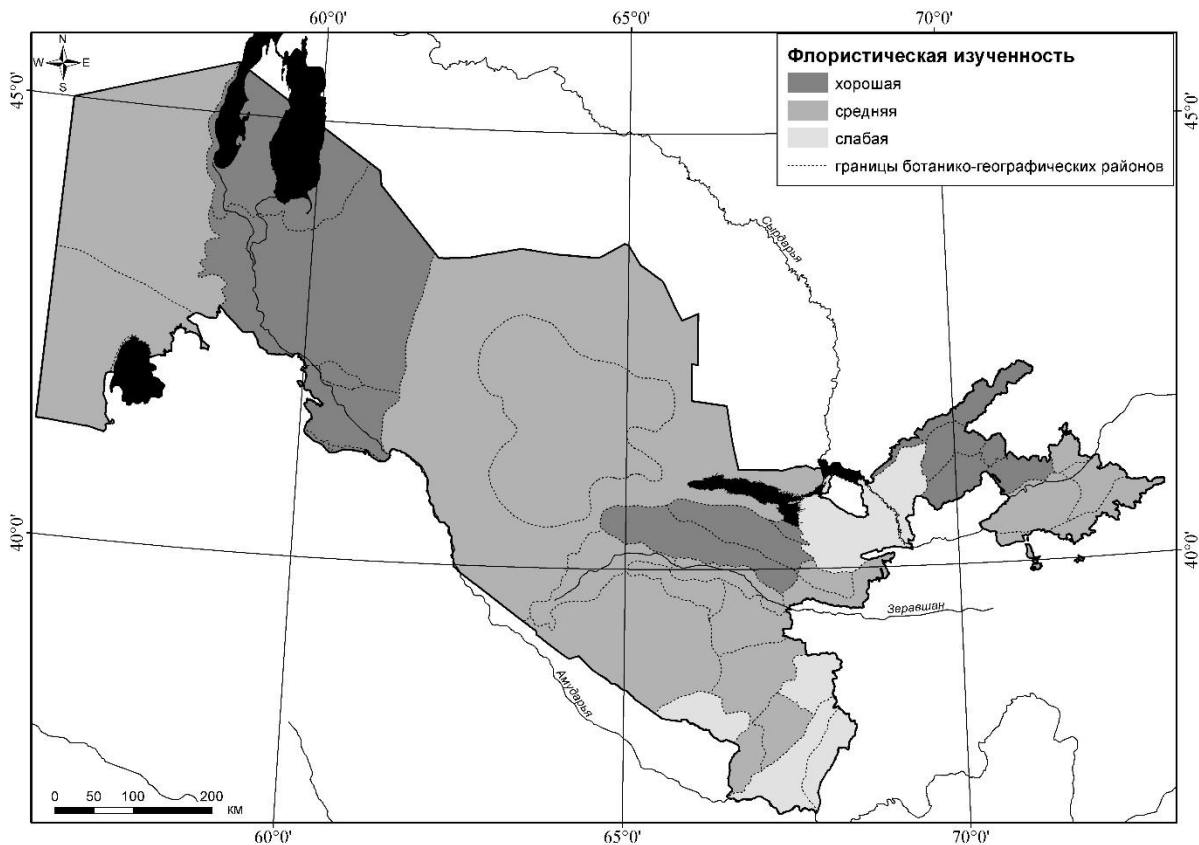 60°0'
65°0'
70°0'
N
W E
S
45°0'
45°0'
Флористическая изученность
хорошая
средняя
слабая
границы ботанико-географических районов
Сырдарья
40°0'
40°0'
Зеравшан
Амударья
0 50 100 200
КМ
60°0'
65°0'
70°0'